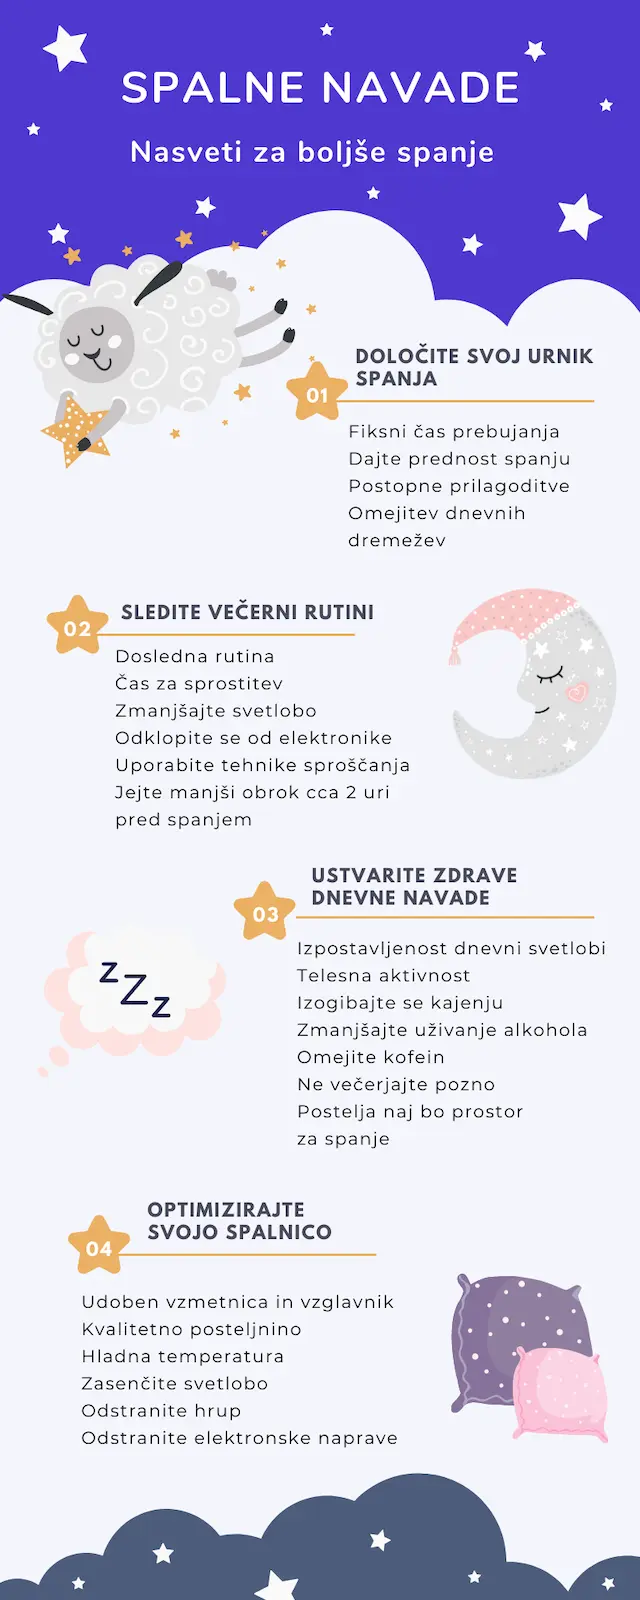 SPALNE NAVADE
Nasveti za boljše spanje
01
DOLOČITE SVOJ URNIK
SPANJA
Fiksni čas prebujanja
Dajte prednost spanju
Postopne prilagoditve
Omejitev dnevnih
dremežev
02
SLEDITE VEČERNI RUTINI
Dosledna rutina
Čas za sprostitev
Zmanjšajte svetlobo
Odklopite se od elektronike
Uporabite tehnike sproščanja
Jejte manjši obrok cca 2 uri
pred spanjem
03
USTVARITE ZDRAVE
DNEVNE NAVADE
zZz
Izpostavljenost dnevni svetlobi
Telesna aktivnost
Izogibajte se kajenju
Zmanjšajte uživanje alkohola
Omejite kofein
Ne večerjajte pozno
Postelja naj bo prostor
za spanje
04
OPTIMIZIRAJTE
SVOJO SPALNICO
Udoben vzmetnica in vzglavnik
Kvalitetno posteljnino
Hladna temperatura
Zasenčite svetlobo
Odstranite hrup
Odstranite elektronske naprave